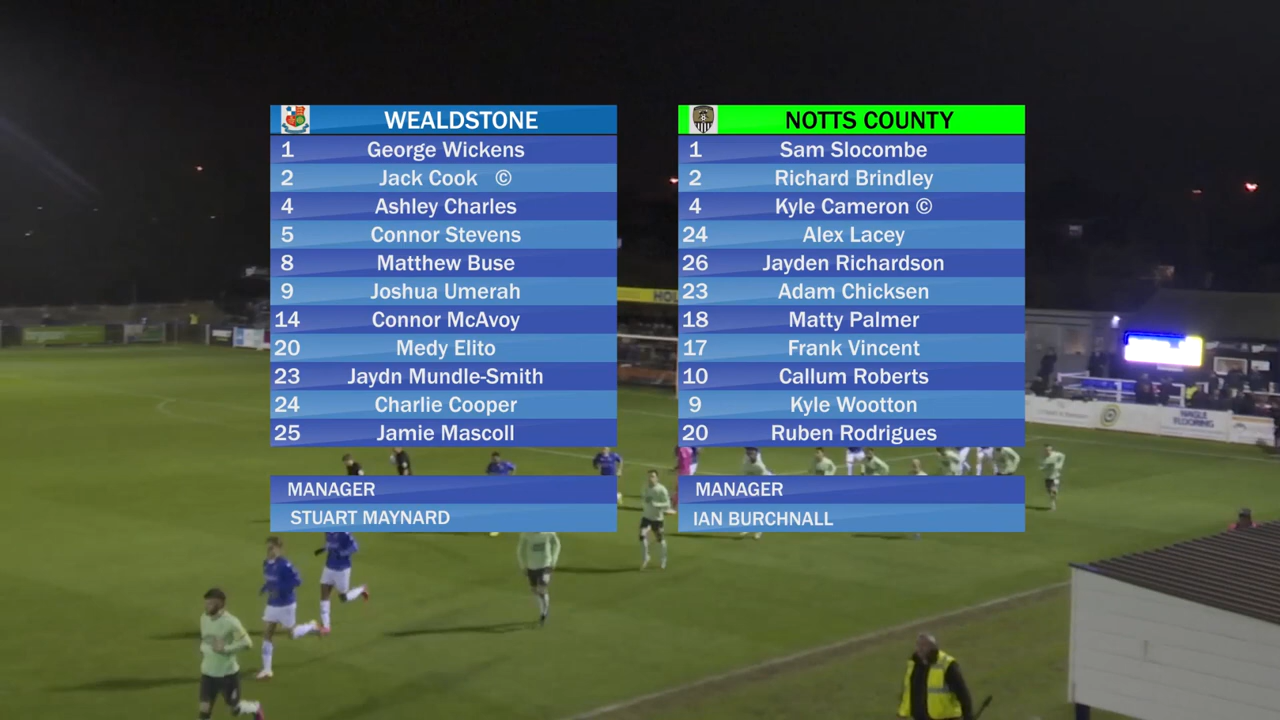 WEALDSTONE
1 George Wickens
2 Jack Cook ©
4 Ashley Charles
5 Connor Stevens
8 Matthew Buse
9 Joshua Umerah
14 Connor McAvoy
20 Medy Elito
23 Jaydn Mundle-Smith
24 Charlie Cooper
25 Jamie Mascoll
MANAGER
STUART MAYNARD
NOTTS COUNTY
1 Sam Slocombe
2 Richard Brindley
4 Kyle Cameron ©
24 Alex Lacey
26 Jayden Richardson
23 Adam Chicksen
18 Matty Palmer
17 Frank Vincent
10 Callum Roberts
9 Kyle Wootton
20 Ruben Rodrigues
MANAGER
IAN BURCHNALL